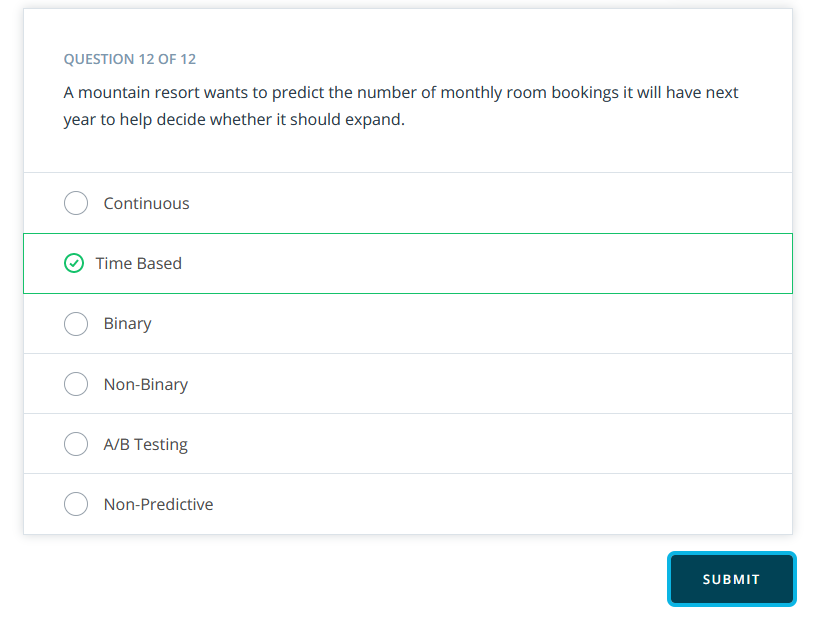 QUESTION 12 OF 12
A mountain resort wants to predict the number of monthly room bookings it will have next
year to help decide whether it should expand.
Continuous
Time Based
Binary
Non-Binary
A/B Testing
Non-Predictive
SUBMIT